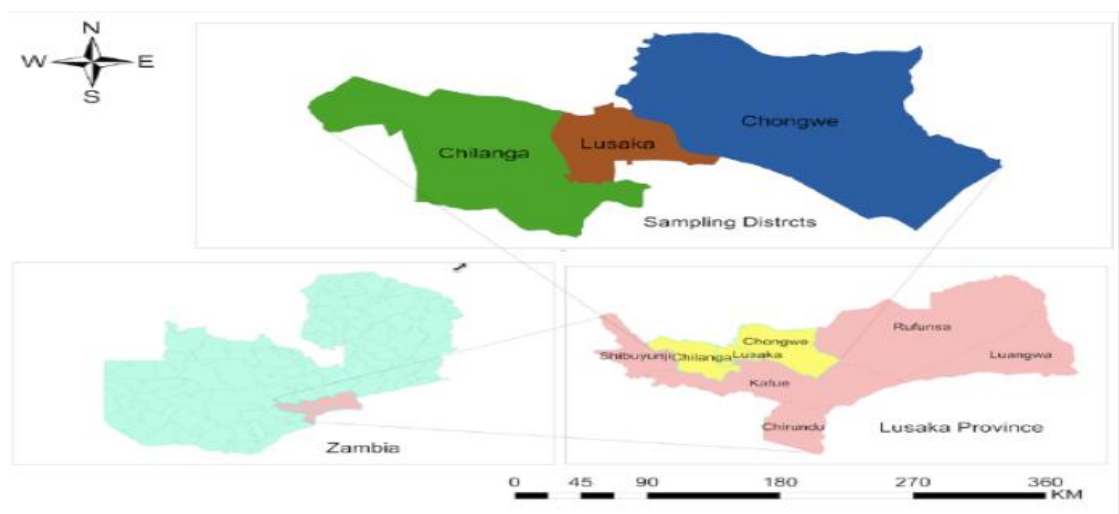 N
W E
S
Chongwe
Lusaka
Chilanga
Sampling Distrcts
Zambia
Rufunsa
Chongwe
Shibuyunji Chilanga Lusaka Luangwa
Kafue
Chirundu Lusaka Province
0 45 90 180 270 360
KM